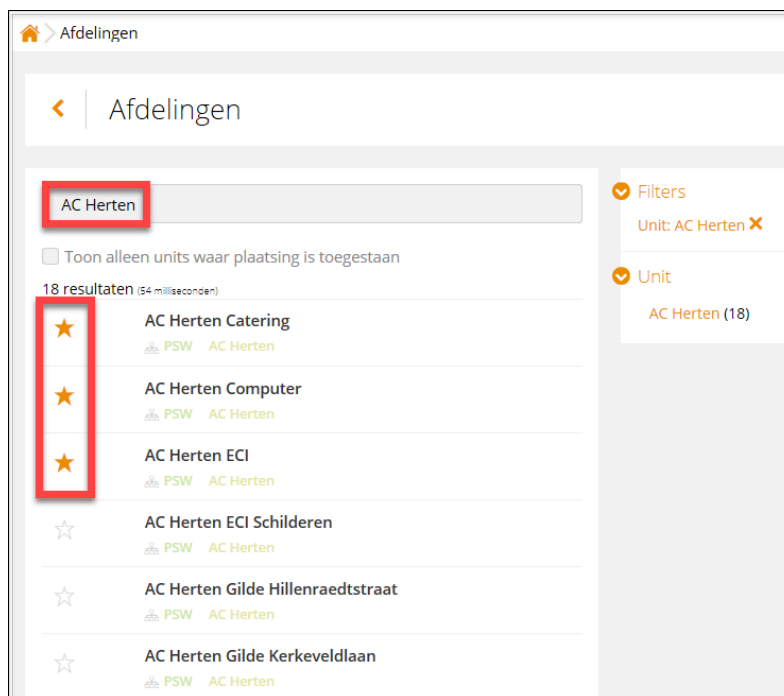 Afdelingen
Afdelingen
AC Herten
Toon alleen units waar plaatsing is toegestaan
18 resultaten (54 milliseconden)
AC Herten Catering
PSW AC Herten
AC Herten Computer
PSW AC Herten
AC Herten ECI
PSW AC Herten
AC Herten ECI Schilderen
PSW AC Herten
AC Herten Gilde Hillenraedtstraat
PSW AC Herten
AC Herten Gilde Kerkeveldlaan
PSW AC Herten
Filters
Unit: AC Herten
Unit
AC Herten (18)